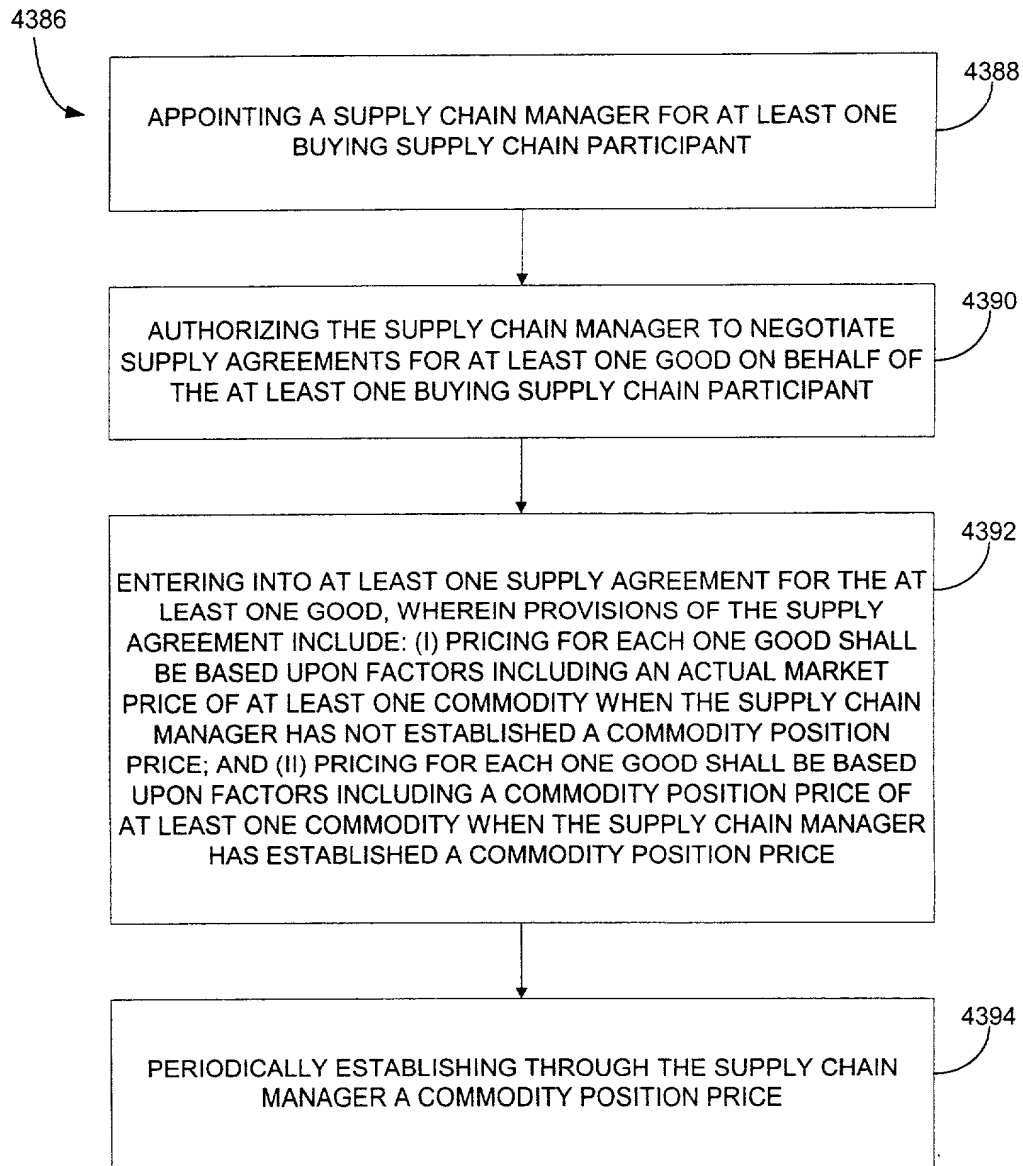 4386
4388
APPOINTING A SUPPLY CHAIN MANAGER FOR AT LEAST ONE
BUYING SUPPLY CHAIN PARTICIPANT
4390
AUTHORIZING THE SUPPLY CHAIN MANAGER TO NEGOTIATE
SUPPLY AGREEMENTS FOR AT LEAST ONE GOOD ON BEHALF OF
THE AT LEAST ONE BUYING SUPPLY CHAIN PARTICIPANT
4392
ENTERING INTO AT LEAST ONE SUPPLY AGREEMENT FOR THE AT
LEAST ONE GOOD, WHEREIN PROVISIONS OF THE SUPPLY
AGREEMENT INCLUDE: (I) PRICING FOR EACH ONE GOOD SHALL
BE BASED UPON FACTORS INCLUDING AN ACTUAL MARKET
PRICE OF AT LEAST ONE COMMODITY WHEN THE SUPPLY CHAIN
MANAGER HAS NOT ESTABLISHED A COMMODITY POSITION
PRICE; AND (II) PRICING FOR EACH ONE GOOD SHALL BE BASED
UPON FACTORS INCLUDING A COMMODITY POSITION PRICE OF
AT LEAST ONE COMMODITY WHEN THE SUPPLY CHAIN MANAGER
HAS ESTABLISHED A COMMODITY POSITION PRICE
4394
PERIODICALLY ESTABLISHING THROUGH THE SUPPLY CHAIN
MANAGER A COMMODITY POSITION PRICE